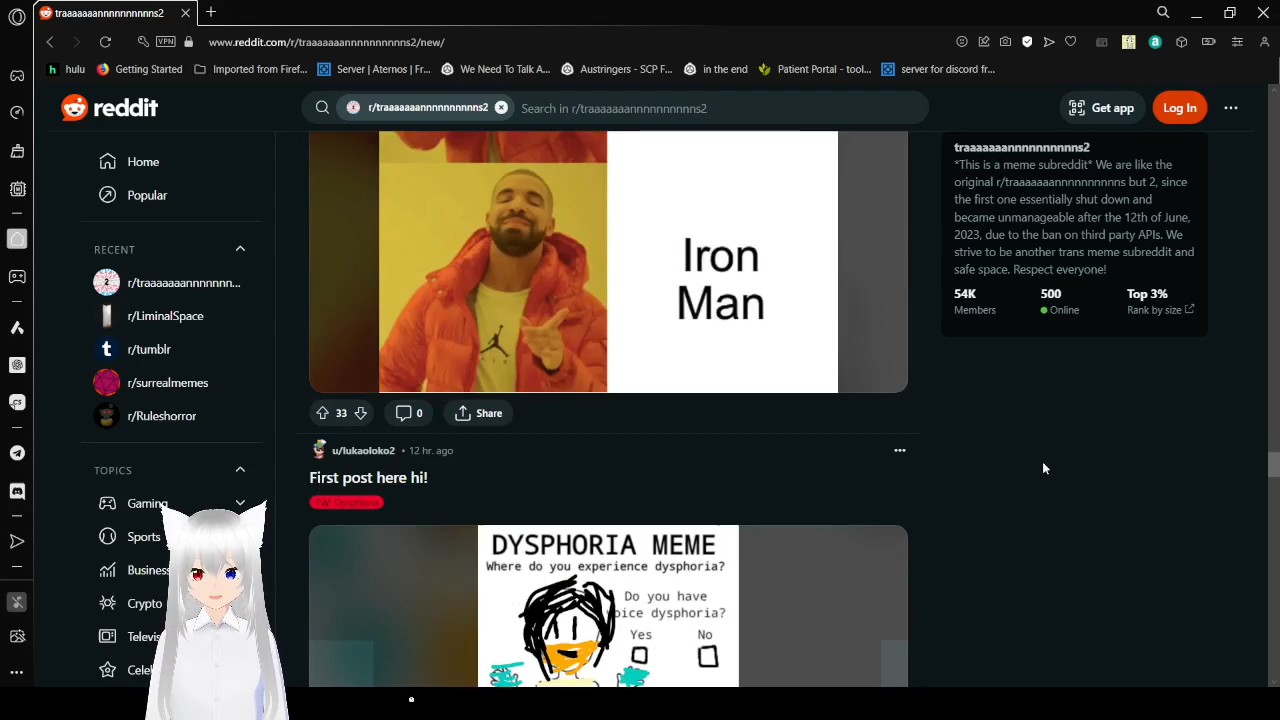 traaaaaaannnnnnnnnns2
VPN
www.reddit.com/r/traaaaaaannnnnnnnnns2/new/
hulu
Getting Started
Imported from Firef...
Server | Aternos | Fr...
We Need To Talk A...
Austringers - SCP F...
in the end
Patient Portal - tool...
server for discord fr...
reddit
r/traaaaaaannnnnnnnnns2
Search in r/traaaaaaannnnnnnnnns2
Get app
Log In
Home
Popular
RECENT
r/traaaaaaannnnnnn...
r/LiminalSpace
r/tumblr
r/surrealmemes
r/Ruleshorror
TOPICS
Gaming
Sports
Business
Crypto
Televis
Celeb
Iron
Man
33
0
Share
u/lukaoloko2 • 12 hr. ago
First post here hi!
TW: Dysphoria
DYSPHORIA MEME
Where do you experience dysphoria?
Do you have
voice dysphoria?
Yes
No
traaaaaaannnnnnnnnns2
*This is a meme subreddit* We are like the
original r/traaaaaaannnnnnnnnns but 2, since
the first one essentially shut down and
became unmanageable after the 12th of June,
2023, due to the ban on third party APIs. We
strive to be another trans meme subreddit and
safe space. Respect everyone!
54K
Members
500
Online
Top 3%
Rank by size